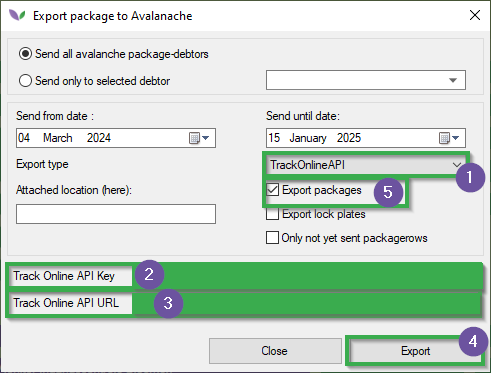 Export package to Avalanache
Send all avalanche package-debtors
Send only to selected debtor
Send from date :
Send until date:
04 March 2024
15 January 2025
Export type
TrackOnlineAPI
1
Attached location (here):
Export packages
5
Export lock plates
Only not yet sent packagerows
Track Online API Key
2
Track Online API URL
3
Close
Export
4